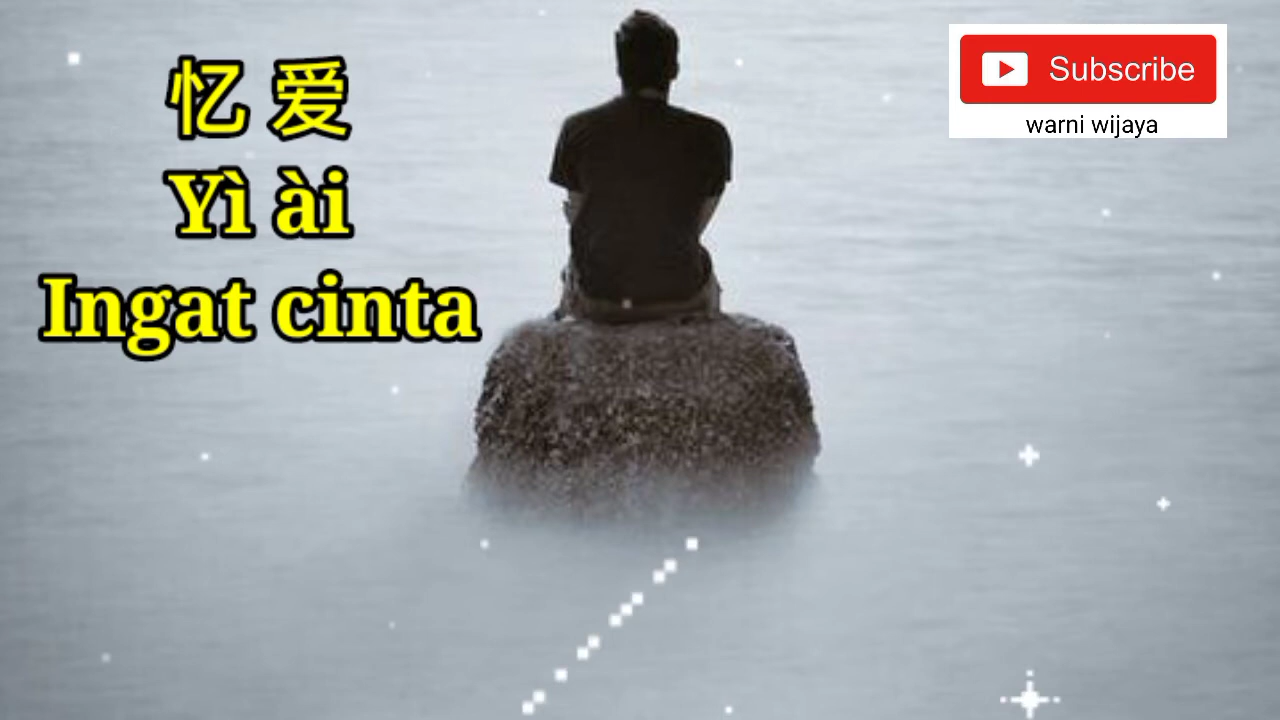 忆 爱
Yì ài
Ingat cinta
Subscribe
warni wijaya